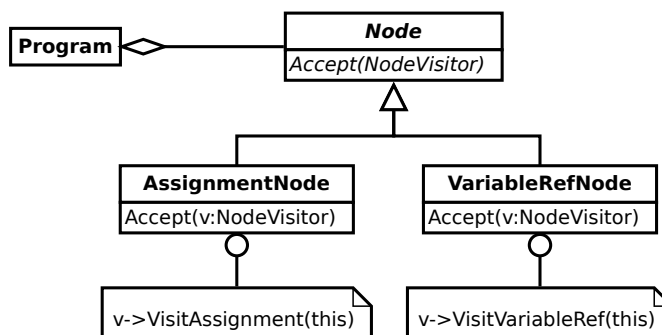 Program
Node
Accept(NodeVisitor)
AssignmentNode
Accept(v:NodeVisitor)
VariableRefNode
Accept(v:NodeVisitor)
v->VisitAssignment(this)
v->VisitVariableRef(this)